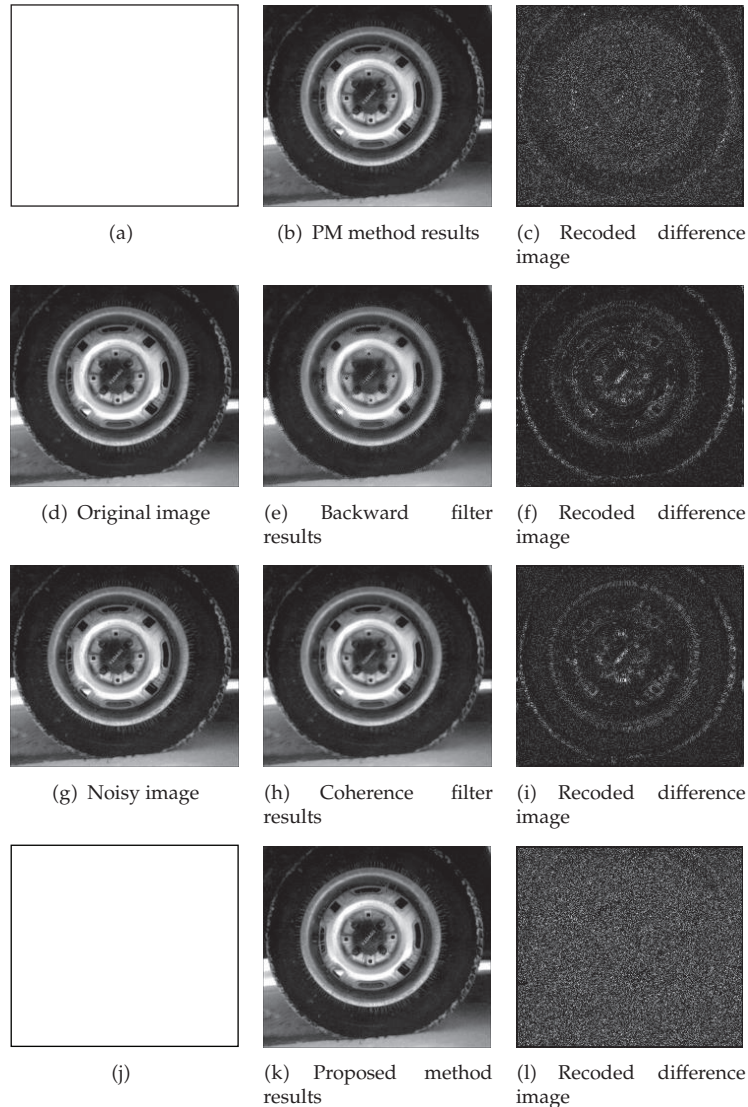 (a)
(b) PM method results
(c) Recoded difference
image
(d) Original image
(e) Backward filter
results
(f) Recoded difference
image
(g) Noisy image
(h) Coherence filter
results
(i) Recoded difference
image
(j)
(k) Proposed method
results
(l) Recoded difference
image